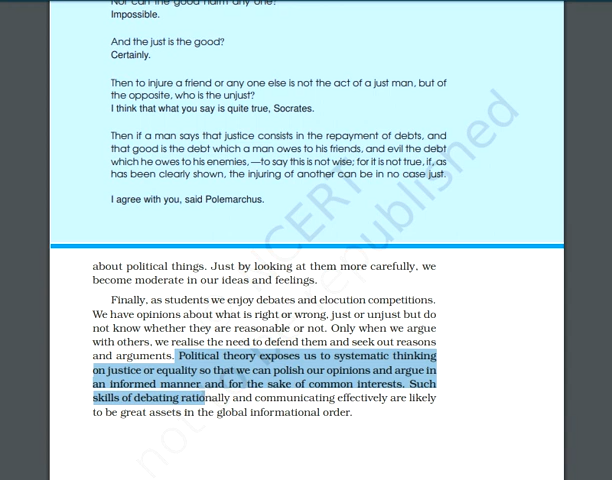 Nor can the good harm any one?
Impossible.
And the just is the good?
Certainly.
Then to injure a friend or any one else is not the act of a just man, but of
the opposite, who is the unjust?
I think that what you say is quite true, Socrates.
Then if a man says that justice consists in the repayment of debts, and
that good is the debt which a man owes to his friends, and evil the debt
which he owes to his enemies,—to say this is not wise; for it is not true, if, as
has been clearly shown, the injuring of another can be in no case just.
I agree with you, said Polemarchus.
about political things. Just by looking at them more carefully, we
become moderate in our ideas and feelings.
Finally, as students we enjoy debates and elocution competitions.
We have opinions about what is right or wrong, just or unjust but do
not know whether they are reasonable or not. Only when we argue
with others, we realise the need to defend them and seek out reasons
and arguments. Political theory exposes us to systematic thinking
on justice or equality so that we can polish our opinions and argue in
an informed manner and for the sake of common interests. Such
skills of debating rationally and communicating effectively are likely
to be great assets in the global informational order.
CERT
republished
not